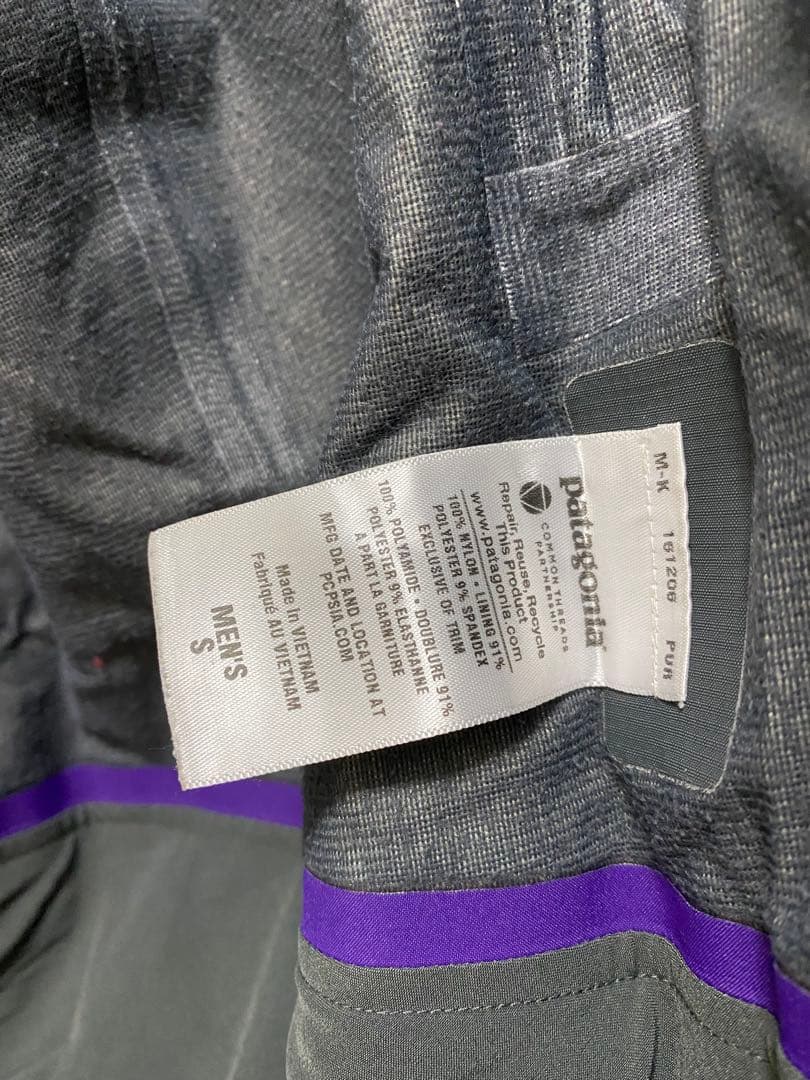 M-K 161206 PUR
patagonia®
COMMON THREADS
PARTNERSHIP
Repair, Reuse, Recycle
This Product
www.patagonia.com
100% NYLON • LINING 91%
POLYESTER 9% SPANDEX
EXCLUSIVE OF TRIM
100% POLYAMIDE • DOUBLURE 91%
POLYESTER 9% ELASTHANNE
A PART LA GARNITURE
MFG DATE AND LOCATION AT
PCPSIA.COM
Made in VIETNAM
Fabriqué AU VIETNAM
MEN'S
S